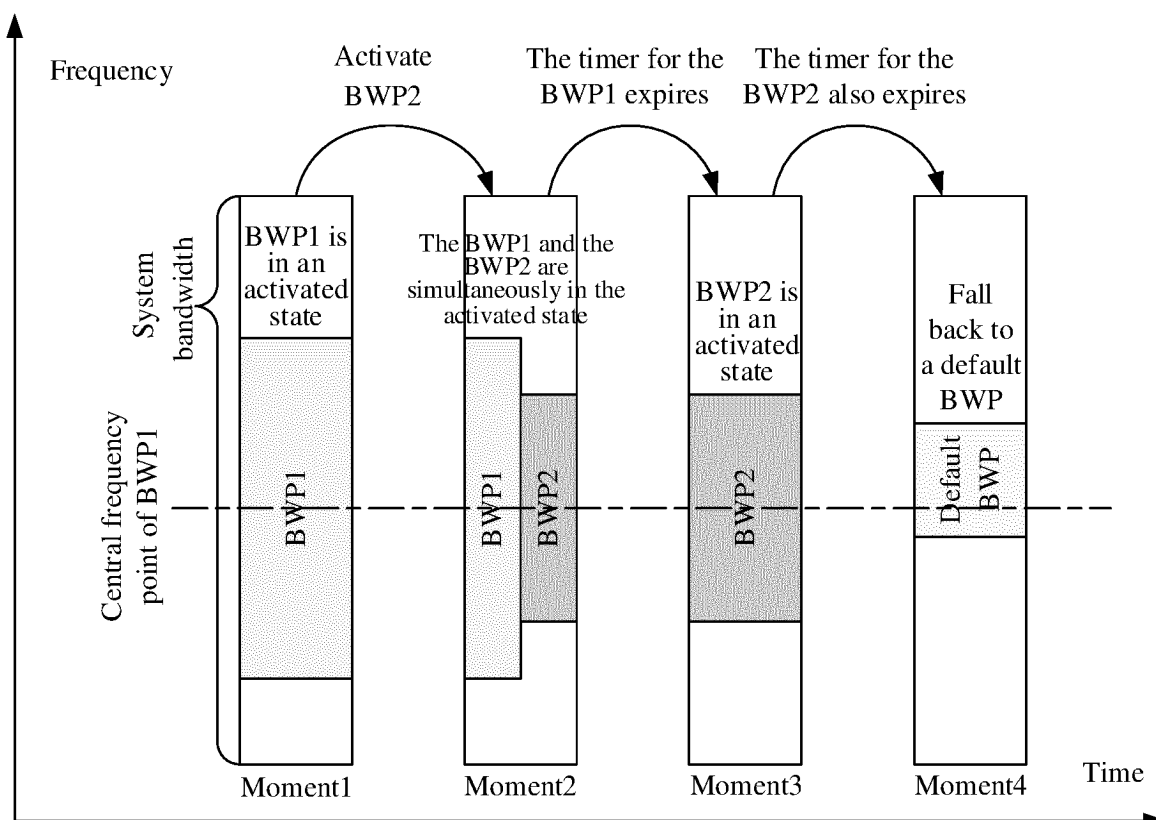 Frequency
Activate
BWP2
The timer for the
BWP1 expires
The timer for the
BWP2 also expires
System
bandwidth
BWP1 is
in an
activated
state
The BWP1 and the
BWP2 are
simultaneously in the
activated state
BWP2 is
in an
activated
state
Fall
back to
a default
BWP
Central frequency
point of BWP1
BWP1
BWP1
BWP2
BWP2
Default
BWP
Moment1
Moment2
Moment3
Moment4
Time